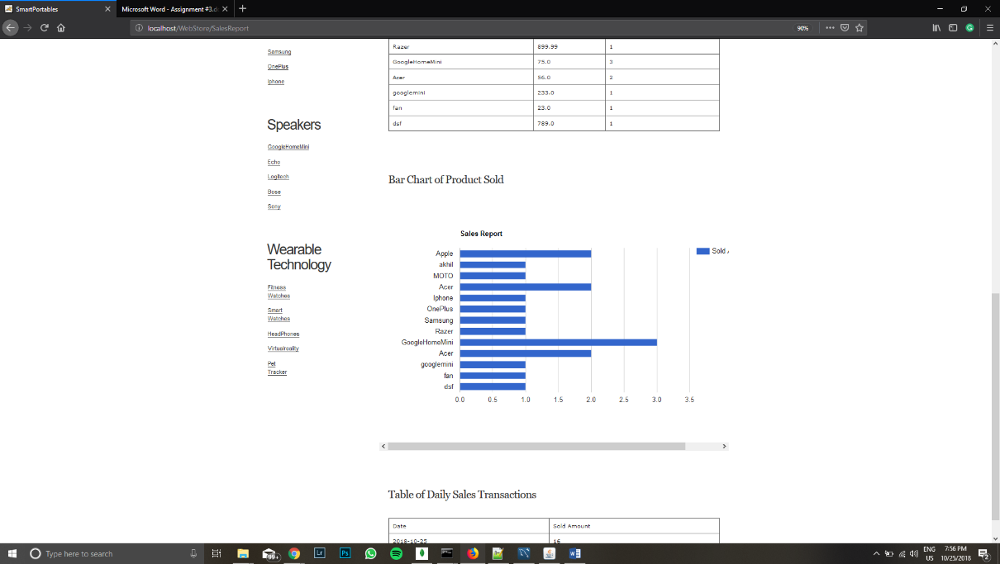 SmartPortables
Microsoft Word - Assignment #3.d
localhost/WebStore/SalesReport
90%
Samsung
OnePlus
Iphone
Speakers
GoogleHomeMini
Echo
Logitech
Bose
Sony
Wearable
Technology
Fitness
Watches
Smart
Watches
HeadPhones
Virtualreality
Pet
Tracker
Razer 899.99 1
GoogleHomeMini 75.0 3
Acer 56.0 2
googlemini 233.0 1
fan 23.0 1
dsf 789.0 1
Bar Chart of Product Sold
Sales Report
Apple
akhil
MOTO
Acer
Iphone
OnePlus
Samsung
Razer
GoogleHomeMini
Acer
googlemini
fan
dsf
0.0 0.5 1.0 1.5 2.0 2.5 3.0 3.5
Sold
Table of Daily Sales Transactions
Date Sold Amount
2018-10-25 16
Type here to search
99+
Lr
Ps
ENG
US
7:56 PM
10/25/2018
2